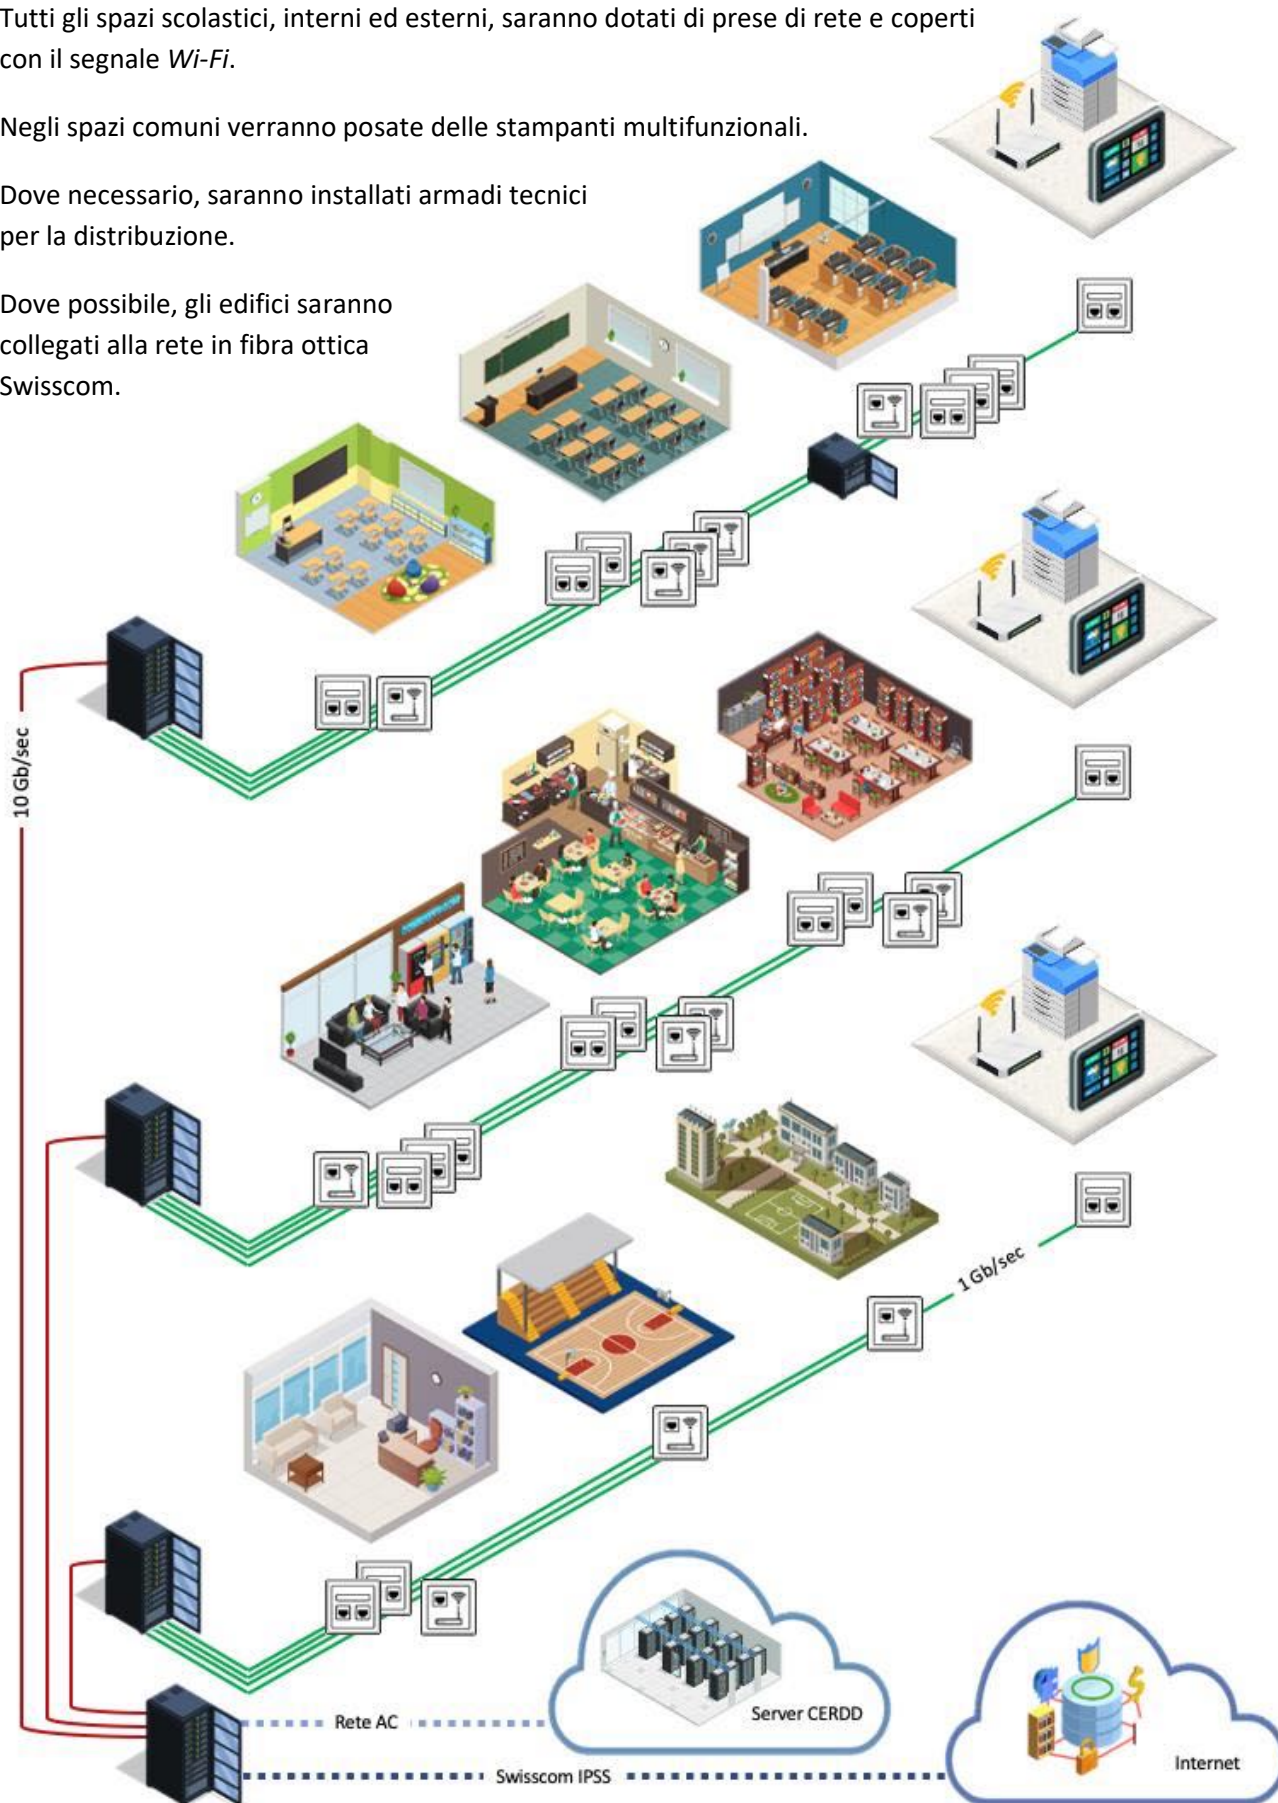 Tutti gli spazi scolastici, interni ed esterni, saranno dotati di prese di rete e coperti
con il segnale Wi-Fi.
Negli spazi comuni verranno posate delle stampanti multifunzionali.
Dove necessario, saranno installati armadi tecnici
per la distribuzione.
Dove possibile, gli edifici saranno
collegati alla rete in fibra ottica
Swisscom.
10 Gb/sec
1 Gb/sec
Rete AC
Server CERDD
Swisscom IPSS
Internet